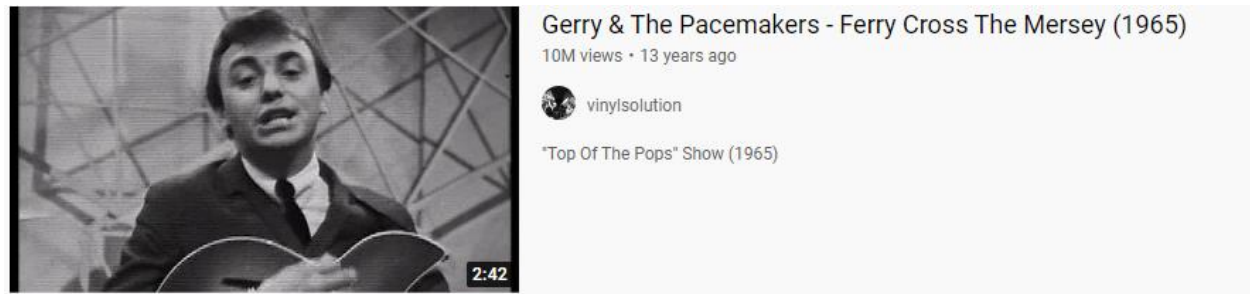 Gerry & The Pacemakers - Ferry Cross The Mersey (1965)
10M views • 13 years ago
vinylsolution
"Top Of The Pops" Show (1965)
2:42